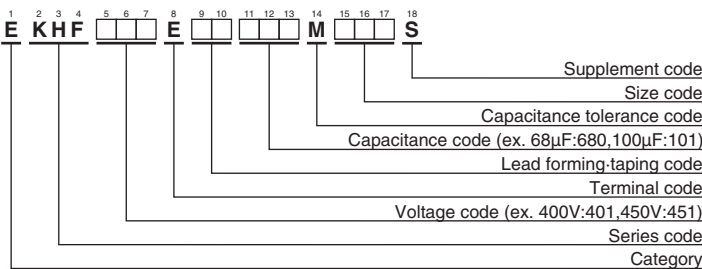 1 2 3 4 5 6 7 8 9 10 11 12 13 14 15 16 17 18
E KHF E M S
Supplement code
Size code
Capacitance tolerance code
Capacitance code (ex. 68μF:680,100μF:101)
Lead forming·taping code
Terminal code
Voltage code (ex. 400V:401,450V:451)
Series code
Category